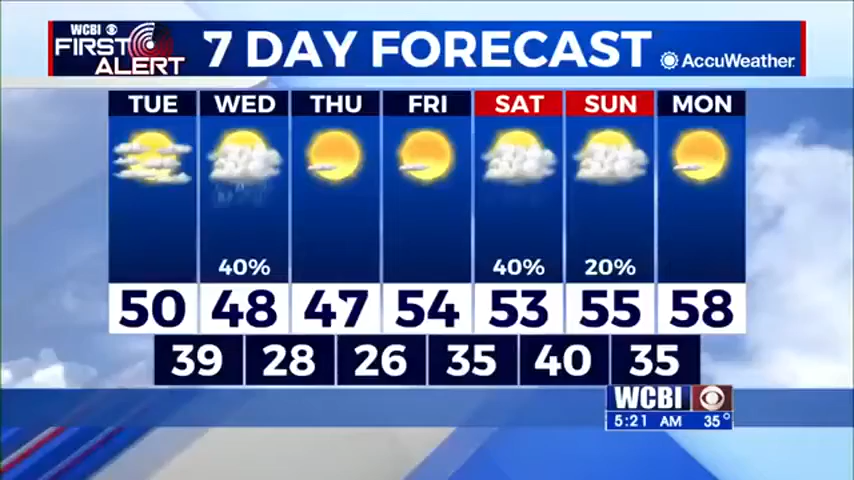 WCBI
FIRST
ALERT
7 DAY FORECAST
AccuWeather
TUE WED THU FRI SAT SUN MON
40% 40% 20%
50 48 47 54 53 55 58
39 28 26 35 40 35
WCBI
5:21 AM 35°